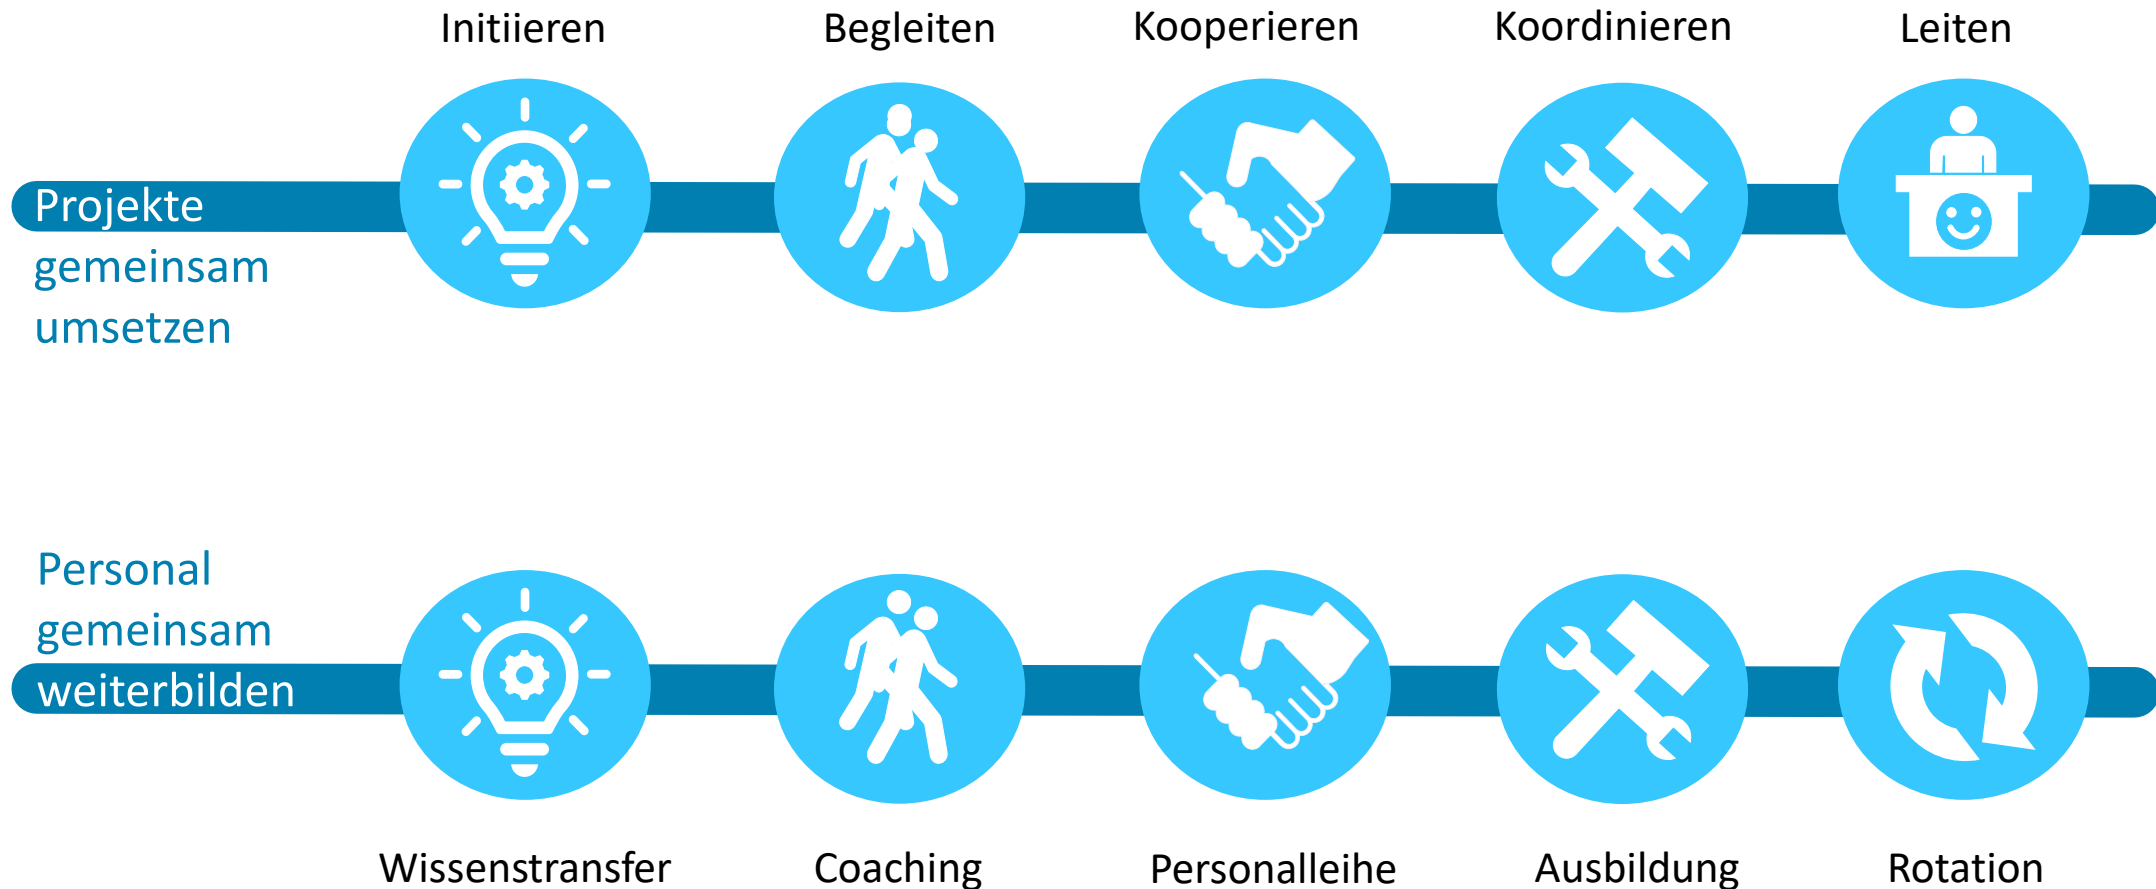 Initiieren
Begleiten
Kooperieren
Koordinieren
Leiten
Projekte
gemeinsam
umsetzen
Personal
gemeinsam
weiterbilden
Wissenstransfer
Coaching
Personalleihe
Ausbildung
Rotation